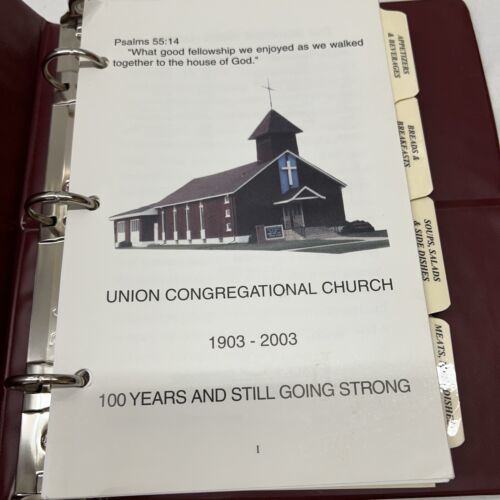 Psalms 55:14
"What good fellowship we enjoyed as we walked
together to the house of God."
UNION CONGREGATIONAL CHURCH
1903 - 2003
100 YEARS AND STILL GOING STRONG
I
APPETIZERS
& BEVERAGES
BREADS &
BREAKFASTS
SOUPS, SALADS
& SIDE DISHES
MEATS,
DISHES